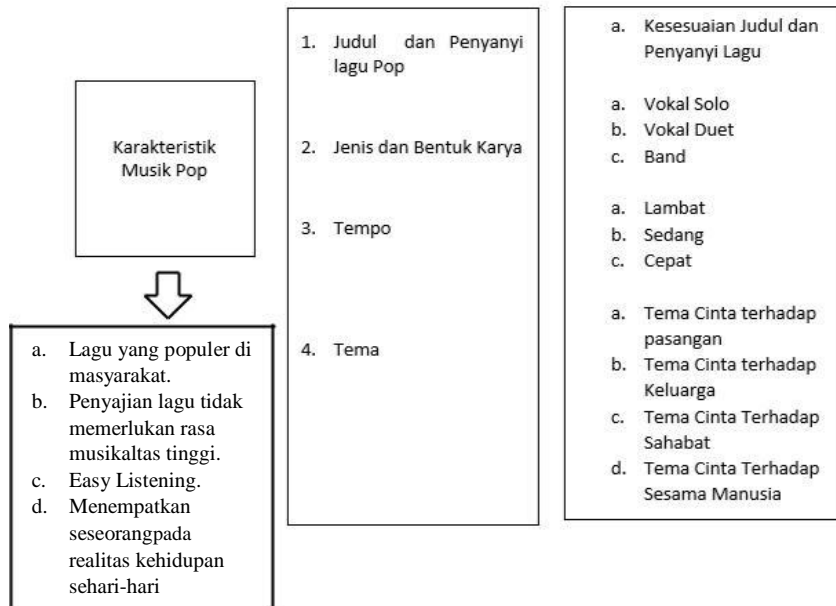 Karakteristik
Musik Pop
a. Lagu yang populer di
masyarakat.
b. Penyajian lagu tidak
memerlukan rasa
musikaltas tinggi.
c. Easy Listening.
d. Menempatkan
seseorangpada
realitas kehidupan
sehari-hari
1. Judul dan Penyanyi
lagu Pop
2. Jenis dan Bentuk Karya
3. Tempo
4. Tema
a. Kesesuaian Judul dan
Penyanyi Lagu
a. Vokal Solo
b. Vokal Duet
c. Band
a. Lambat
b. Sedang
c. Cepat
a. Tema Cinta terhadap
pasangan
b. Tema Cinta terhadap
Keluarga
c. Tema Cinta Terhadap
Sahabat
d. Tema Cinta Terhadap
Sesama Manusia